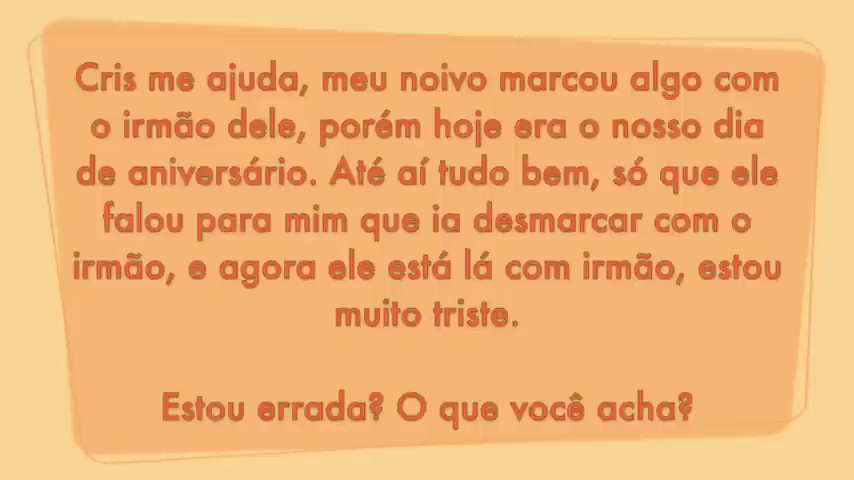 Cris me ajuda, meu noivo marcou algo com
o irmão dele, porém hoje era o nosso dia
de aniversário. Até aí tudo bem, só que ele
falou para mim que ia desmarcar com o
irmão, e agora ele está lá com irmão, estou
muito triste.
Estou errada? O que você acha?